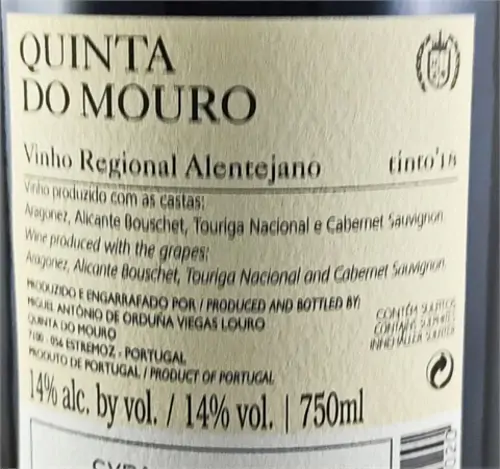 QUINTA
DO MOURO
Vinho Regional Alentejano tinto'18
Vinho produzido com as castas:
Aragonez, Alicante Bouschet, Touriga Nacional e Cabernet Sauvignon
Wine produced with the grapes:
Aragonez, Alicante Bouschet, Touriga Nacional and Cabernet Sauvignon
PRODUZIDO E ENGARRAFADO POR / PRODUCED AND BOTTLED BY:
MIGUEL ANTÓNIO DE ORDUÑA VIEGAS LOURO
QUINTA DO MOURO
7100 - 056 ESTREMOZ - PORTUGAL
PRODUTO DE PORTUGAL / PRODUCT OF PORTUGAL
CONTÉM SULFITOS
CONTAINS SULPHITES
14% alc. by vol. / 14% vol. | 750ml